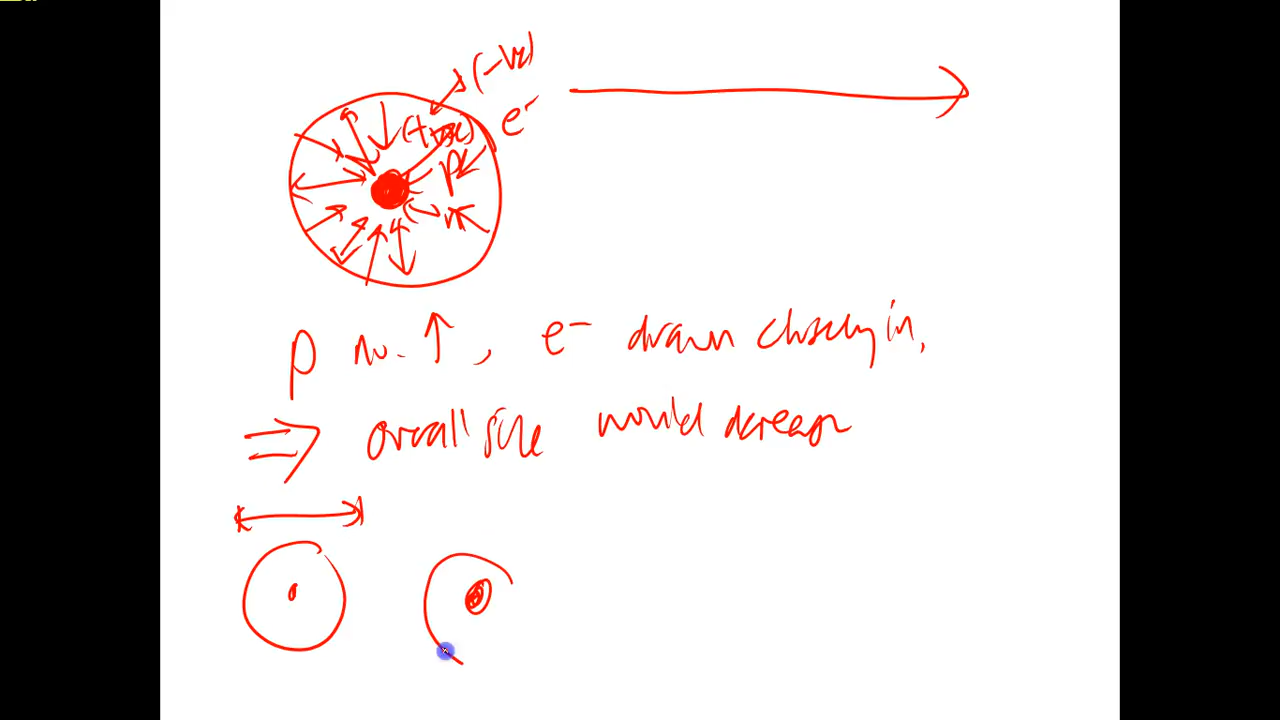 (-ve)
e⁻
(+ve)
p
n
p no. ↑, e⁻ drawn closely in,
⇒ overall size would decrease